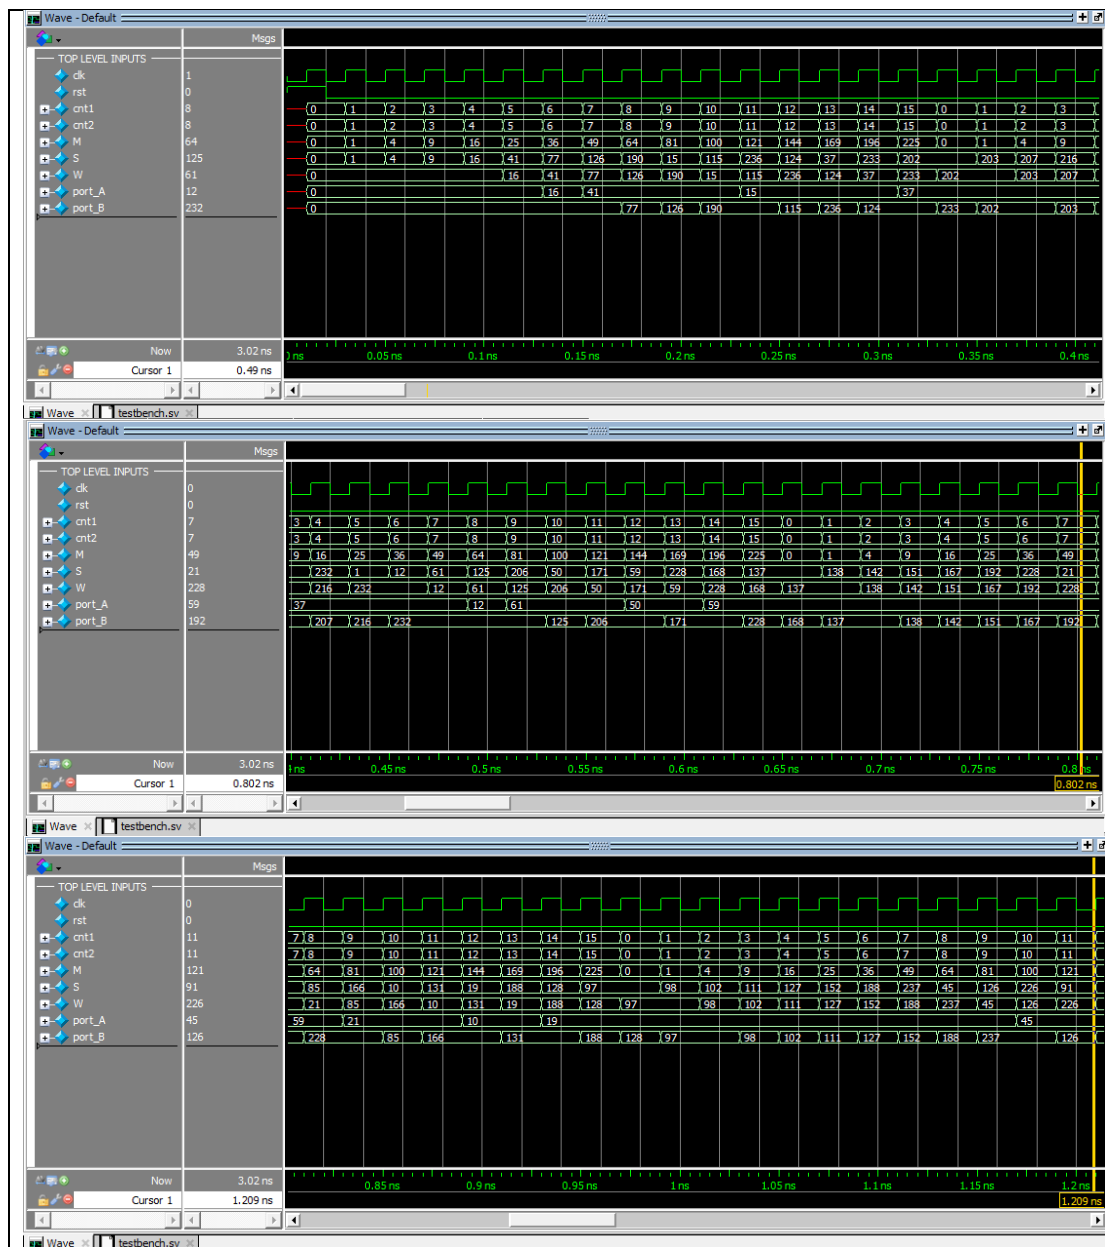 Wave - Default
Msgs
TOP LEVEL INPUTS
clk 1
rst 0
cnt1 8 0 1 2 3 4 5 6 7 8 9 10 11 12 13 14 15 0 1 2 3
cnt2 8 0 1 2 3 4 5 6 7 8 9 10 11 12 13 14 15 0 1 2 3
M 64 0 1 4 9 16 25 36 49 64 81 100 121 144 169 196 225 0 1 4 9
S 125 0 1 4 9 16 41 77 126 190 15 115 236 124 37 233 202 203 207 216
W 61 0 16 41 77 126 190 15 115 236 124 37 233 202 203 207
port_A 12 0 16 41 15 37
port_B 232 0 77 126 190 115 236 124 233 202 203
Now 3.02 ns 0 ns 0.05 ns 0.1 ns 0.15 ns 0.2 ns 0.25 ns 0.3 ns 0.35 ns 0.4 ns
Cursor 1 0.49 ns
Wave testbench.sv
Wave - Default
Msgs
TOP LEVEL INPUTS
clk 0
rst 0
cnt1 7 3 4 5 6 7 8 9 10 11 12 13 14 15 0 1 2 3 4 5 6 7
cnt2 7 3 4 5 6 7 8 9 10 11 12 13 14 15 0 1 2 3 4 5 6 7
M 49 9 16 25 36 49 64 81 100 121 144 169 196 225 0 1 4 9 16 25 36 49
S 21 232 1 12 61 125 206 50 171 59 228 168 137 138 142 151 167 192 228 21
W 228 216 232 12 61 125 206 50 171 59 228 168 137 138 142 151 167 192 228
port_A 59 37 12 61 50 59
port_B 192 207 216 232 125 206 171 228 168 137 138 142 151 167 192
Now 3.02 ns 4 ns 0.45 ns 0.5 ns 0.55 ns 0.6 ns 0.65 ns 0.7 ns 0.75 ns 0.8 ns
Cursor 1 0.802 ns 0.802 ns
Wave testbench.sv
Wave - Default
Msgs
TOP LEVEL INPUTS
clk 0
rst 0
cnt1 11 7 8 9 10 11 12 13 14 15 0 1 2 3 4 5 6 7 8 9 10 11
cnt2 11 7 8 9 10 11 12 13 14 15 0 1 2 3 4 5 6 7 8 9 10 11
M 121 64 81 100 121 144 169 196 225 0 1 4 9 16 25 36 49 64 81 100 121
S 91 85 166 10 131 19 188 128 97 98 102 111 127 152 188 237 45 126 226 91
W 226 21 85 166 10 131 19 188 128 97 98 102 111 127 152 188 237 45 126 226
port_A 45 59 21 10 19 45
port_B 126 228 85 166 131 188 128 97 98 102 111 127 152 188 237 126
Now 3.02 ns 0.85 ns 0.9 ns 0.95 ns 1 ns 1.05 ns 1.1 ns 1.15 ns 1.2 ns
Cursor 1 1.209 ns 1.209 ns
Wave testbench.sv